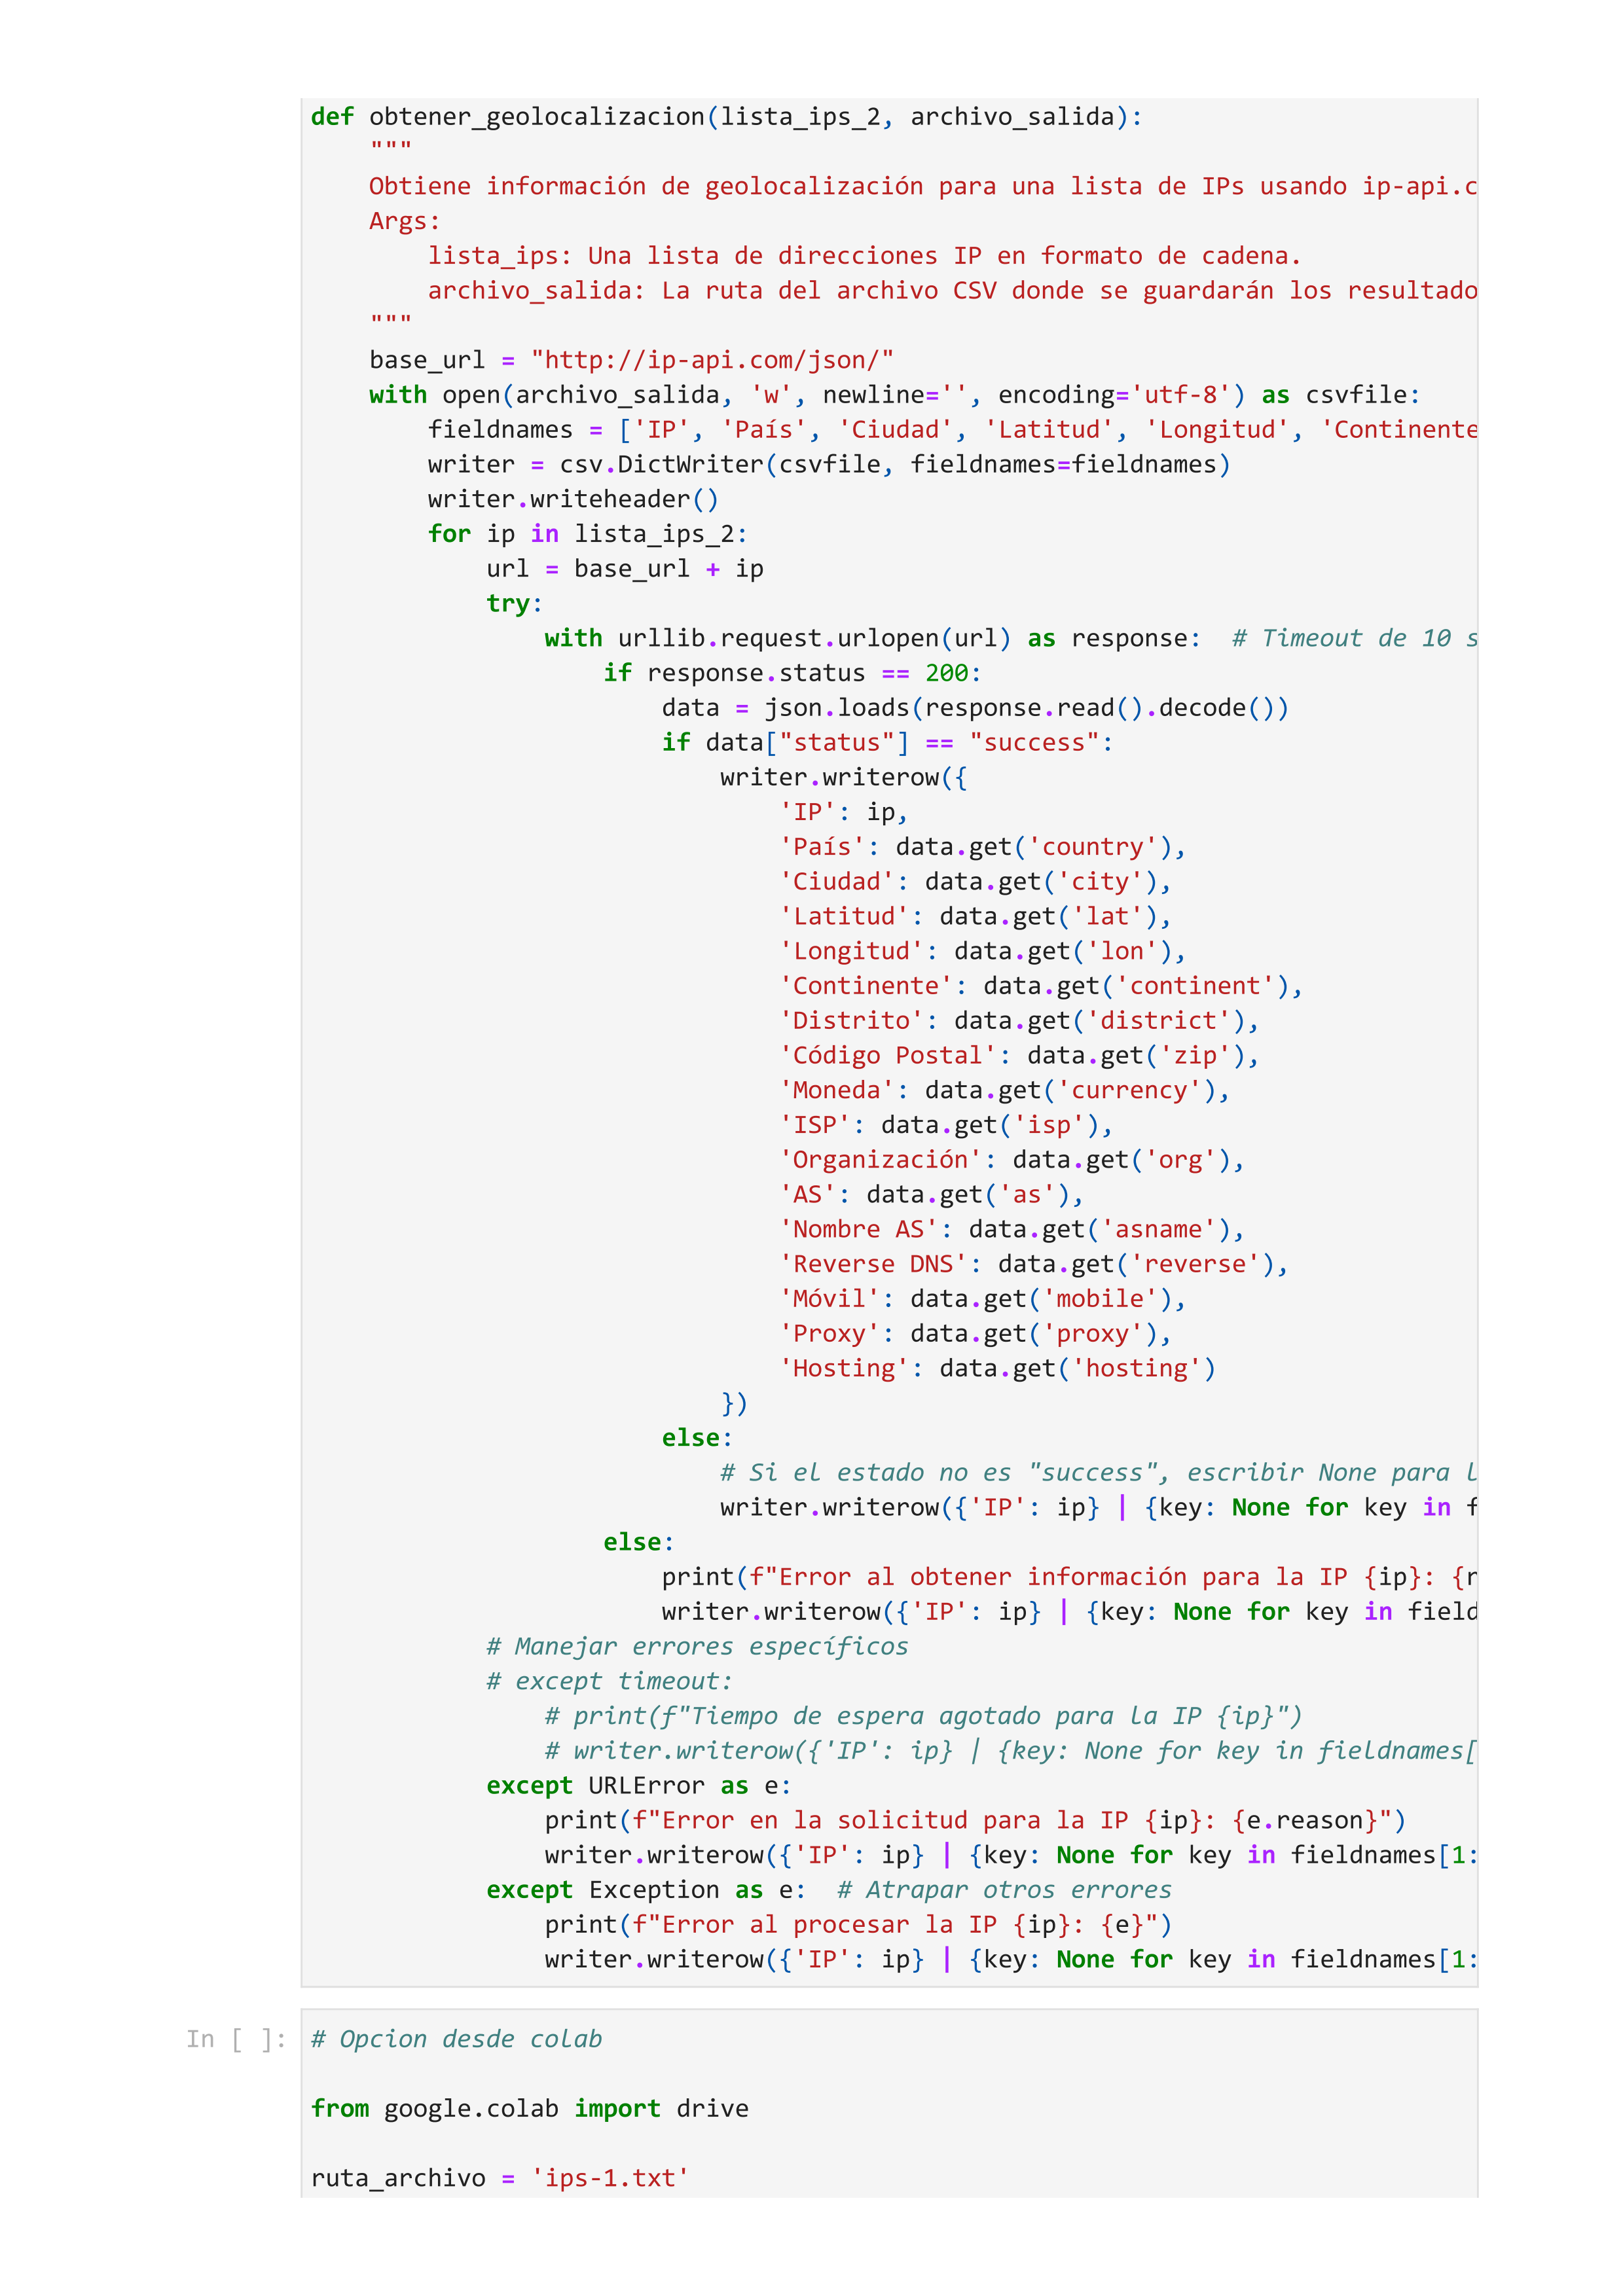 def obtener_geolocalizacion(lista_ips_2, archivo_salida):
    """
    Obtiene información de geolocalización para una lista de IPs usando ip-api.c
    Args:
        lista_ips: Una lista de direcciones IP en formato de cadena.
        archivo_salida: La ruta del archivo CSV donde se guardarán los resultado
    """
    base_url = "http://ip-api.com/json/"
    with open(archivo_salida, 'w', newline='', encoding='utf-8') as csvfile:
        fieldnames = ['IP', 'País', 'Ciudad', 'Latitud', 'Longitud', 'Continente
        writer = csv.DictWriter(csvfile, fieldnames=fieldnames)
        writer.writeheader()
        for ip in lista_ips_2:
            url = base_url + ip
            try:
                with urllib.request.urlopen(url) as response:  # Timeout de 10 s
                    if response.status == 200:
                        data = json.loads(response.read().decode())
                        if data["status"] == "success":
                            writer.writerow({
                                'IP': ip,
                                'País': data.get('country'),
                                'Ciudad': data.get('city'),
                                'Latitud': data.get('lat'),
                                'Longitud': data.get('lon'),
                                'Continente': data.get('continent'),
                                'Distrito': data.get('district'),
                                'Código Postal': data.get('zip'),
                                'Moneda': data.get('currency'),
                                'ISP': data.get('isp'),
                                'Organización': data.get('org'),
                                'AS': data.get('as'),
                                'Nombre AS': data.get('asname'),
                                'Reverse DNS': data.get('reverse'),
                                'Móvil': data.get('mobile'),
                                'Proxy': data.get('proxy'),
                                'Hosting': data.get('hosting')
                            })
                        else:
                            # Si el estado no es "success", escribir None para l
                            writer.writerow({'IP': ip} | {key: None for key in f
                    else:
                        print(f"Error al obtener información para la IP {ip}: {r
                        writer.writerow({'IP': ip} | {key: None for key in field
            # Manejar errores específicos
            # except timeout:
                # print(f"Tiempo de espera agotado para la IP {ip}")
                # writer.writerow({'IP': ip} | {key: None for key in fieldnames[
            except URLError as e:
                print(f"Error en la solicitud para la IP {ip}: {e.reason}")
                writer.writerow({'IP': ip} | {key: None for key in fieldnames[1:
            except Exception as e:  # Atrapar otros errores
                print(f"Error al procesar la IP {ip}: {e}")
                writer.writerow({'IP': ip} | {key: None for key in fieldnames[1:
In [ ]: # Opcion desde colab
from google.colab import drive
ruta_archivo = 'ips-1.txt'